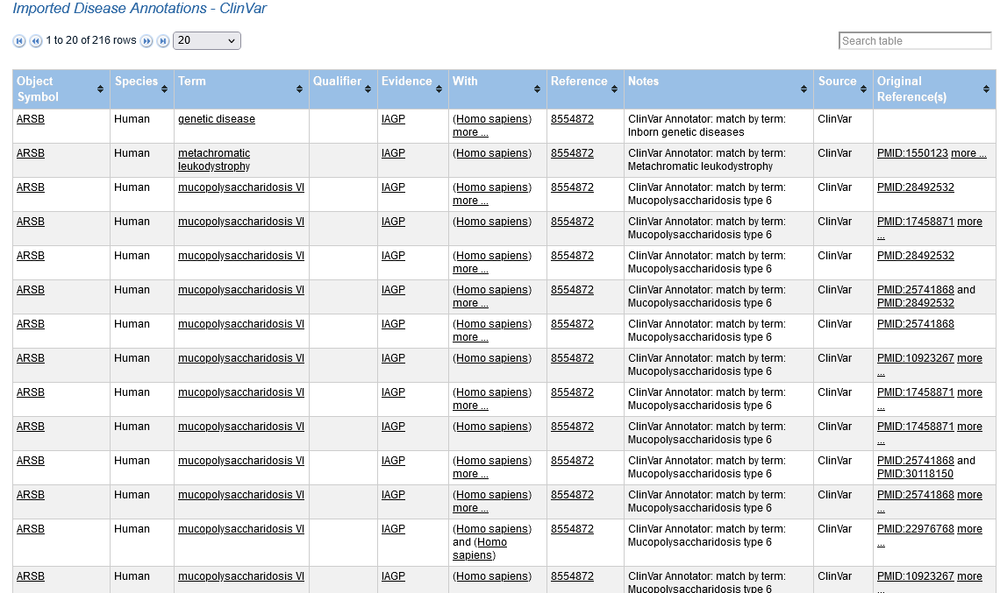 Imported Disease Annotations - ClinVar
1 to 20 of 216 rows 20 Search table
Object Symbol Species Term Qualifier Evidence With Reference Notes Source Original Reference(s)
ARSB Human genetic disease IAGP (Homo sapiens) more ... 8554872 ClinVar Annotator: match by term: Inborn genetic diseases ClinVar
ARSB Human metachromatic leukodystrophy IAGP (Homo sapiens) 8554872 ClinVar Annotator: match by term: Metachromatic leukodystrophy ClinVar PMID:1550123 more ...
ARSB Human mucopolysaccharidosis VI IAGP (Homo sapiens) more ... 8554872 ClinVar Annotator: match by term: Mucopolysaccharidosis type 6 ClinVar PMID:28492532
ARSB Human mucopolysaccharidosis VI IAGP (Homo sapiens) 8554872 ClinVar Annotator: match by term: Mucopolysaccharidosis type 6 ClinVar PMID:17458871 more ...
ARSB Human mucopolysaccharidosis VI IAGP (Homo sapiens) more ... 8554872 ClinVar Annotator: match by term: Mucopolysaccharidosis type 6 ClinVar PMID:28492532
ARSB Human mucopolysaccharidosis VI IAGP (Homo sapiens) more ... 8554872 ClinVar Annotator: match by term: Mucopolysaccharidosis type 6 ClinVar PMID:25741868 and PMID:28492532
ARSB Human mucopolysaccharidosis VI IAGP (Homo sapiens) more ... 8554872 ClinVar Annotator: match by term: Mucopolysaccharidosis type 6 ClinVar PMID:25741868
ARSB Human mucopolysaccharidosis VI IAGP (Homo sapiens) 8554872 ClinVar Annotator: match by term: Mucopolysaccharidosis type 6 ClinVar PMID:10923267 more ...
ARSB Human mucopolysaccharidosis VI IAGP (Homo sapiens) more ... 8554872 ClinVar Annotator: match by term: Mucopolysaccharidosis type 6 ClinVar PMID:17458871 more ...
ARSB Human mucopolysaccharidosis VI IAGP (Homo sapiens) 8554872 ClinVar Annotator: match by term: Mucopolysaccharidosis type 6 ClinVar PMID:17458871 more ...
ARSB Human mucopolysaccharidosis VI IAGP (Homo sapiens) more ... 8554872 ClinVar Annotator: match by term: Mucopolysaccharidosis type 6 ClinVar PMID:25741868 and PMID:30118150
ARSB Human mucopolysaccharidosis VI IAGP (Homo sapiens) more ... 8554872 ClinVar Annotator: match by term: Mucopolysaccharidosis type 6 ClinVar PMID:25741868 more ...
ARSB Human mucopolysaccharidosis VI IAGP (Homo sapiens) and (Homo sapiens) 8554872 ClinVar Annotator: match by term: Mucopolysaccharidosis type 6 ClinVar PMID:22976768 more ...
ARSB Human mucopolysaccharidosis VI IAGP (Homo sapiens) 8554872 ClinVar Annotator: match by term: Mucopolysaccharidosis type 6 ClinVar PMID:10923267 more ...